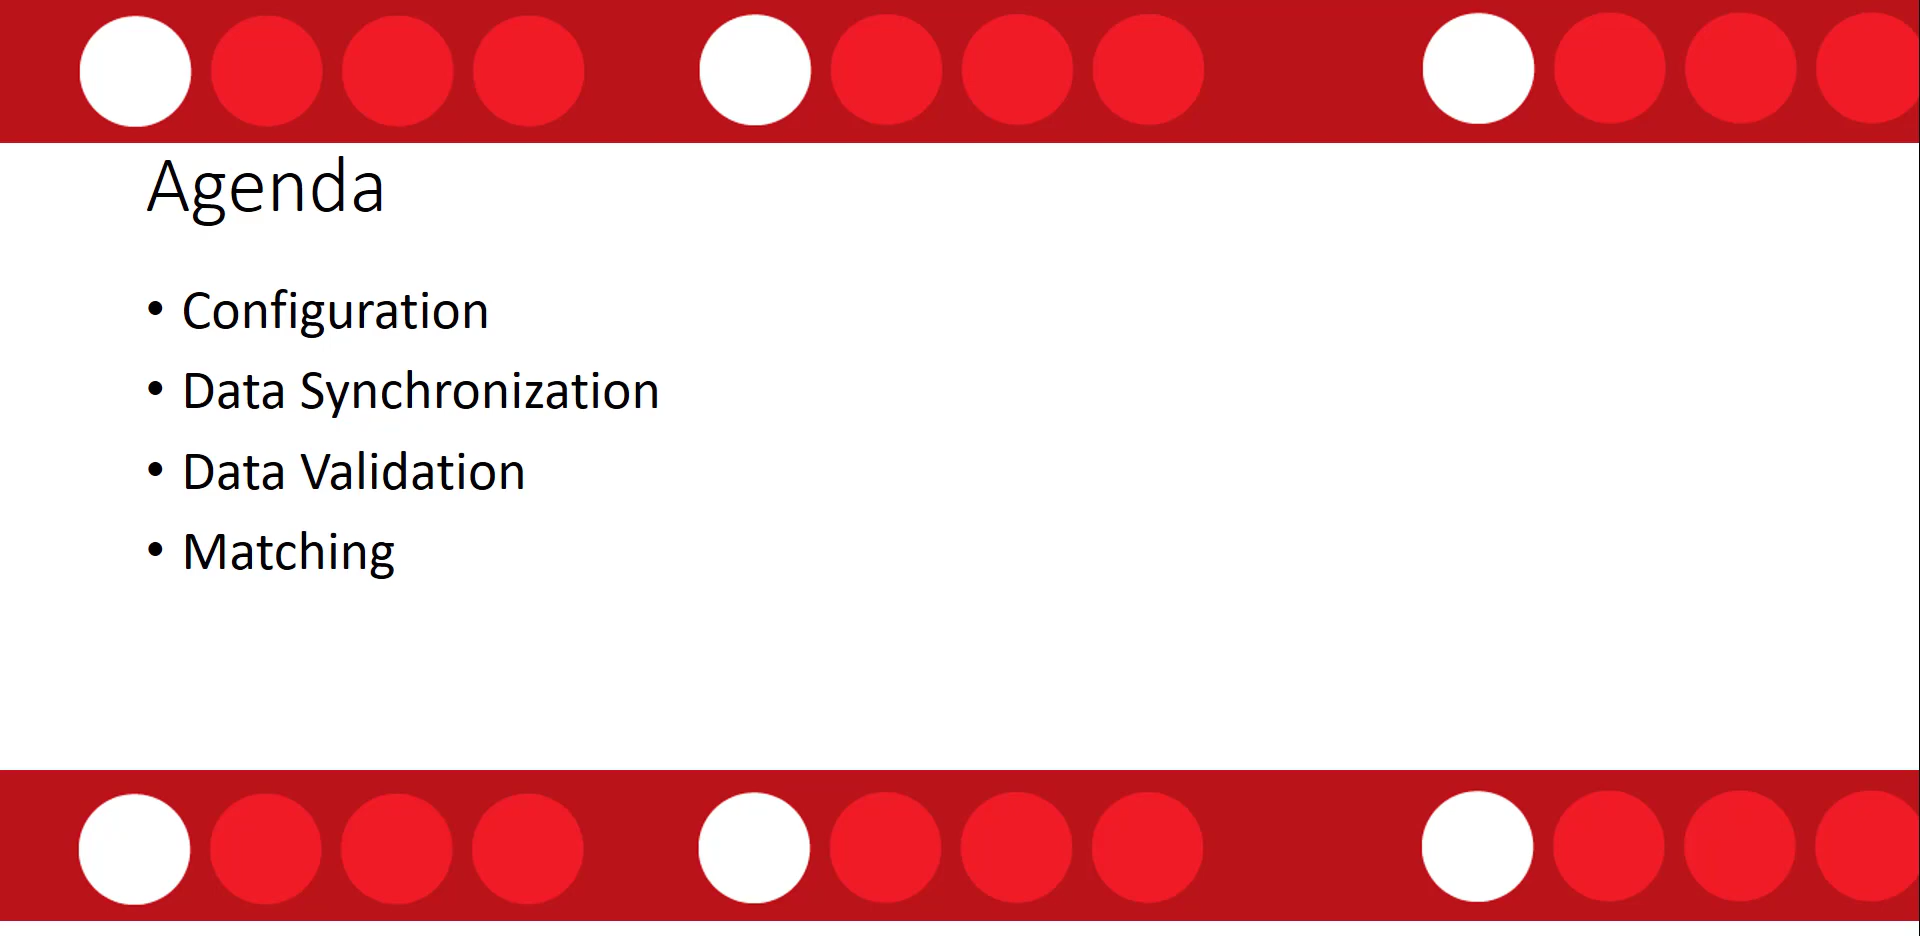 Agenda
• Configuration
• Data Synchronization
• Data Validation
• Matching